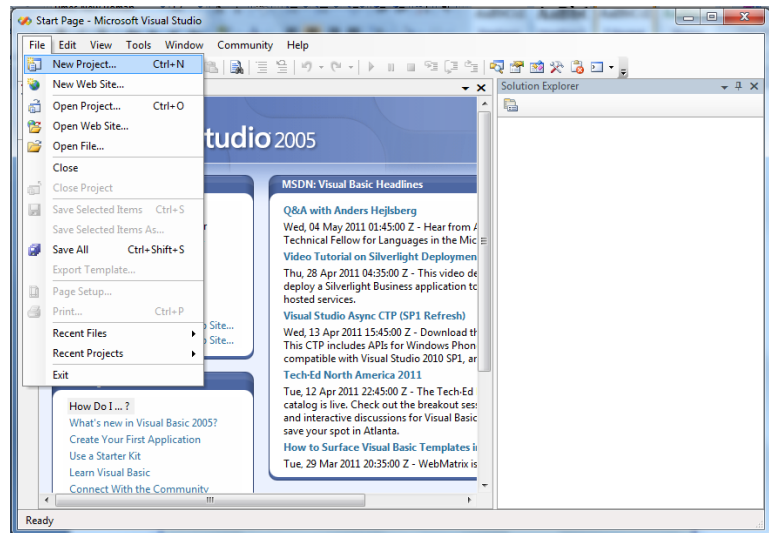 Start Page - Microsoft Visual Studio
File Edit View Tools Window Community Help
New Project... Ctrl+N
New Web Site...
Open Project... Ctrl+O
Open Web Site...
Open File...
Close
Close Project
Save Selected Items Ctrl+S
Save Selected Items As...
Save All Ctrl+Shift+S
Export Template...
Page Setup...
Print... Ctrl+P
Recent Files
Recent Projects
Exit
Solution Explorer
tudio 2005
Site...
Site...
How Do I ... ?
What's new in Visual Basic 2005?
Create Your First Application
Use a Starter Kit
Learn Visual Basic
Connect With the Community
MSDN: Visual Basic Headlines
Q&A with Anders Hejlsberg
Wed, 04 May 2011 01:45:00 Z - Hear from
Technical Fellow for Languages in the Mic
Video Tutorial on Silverlight Deploymen
Thu, 28 Apr 2011 04:35:00 Z - This video de
deploy a Silverlight Business application to
hosted services.
Visual Studio Async CTP (SP1 Refresh)
Wed, 13 Apr 2011 15:45:00 Z - Download th
This CTP includes APIs for Windows Phon
compatible with Visual Studio 2010 SP1, ar
Tech-Ed North America 2011
Tue, 12 Apr 2011 22:45:00 Z - The Tech-Ed
catalog is live. Check out the breakout ses
and interactive discussions for Visual Basic
save your spot in Atlanta.
How to Surface Visual Basic Templates i
Tue, 29 Mar 2011 20:35:00 Z - WebMatrix is
Ready